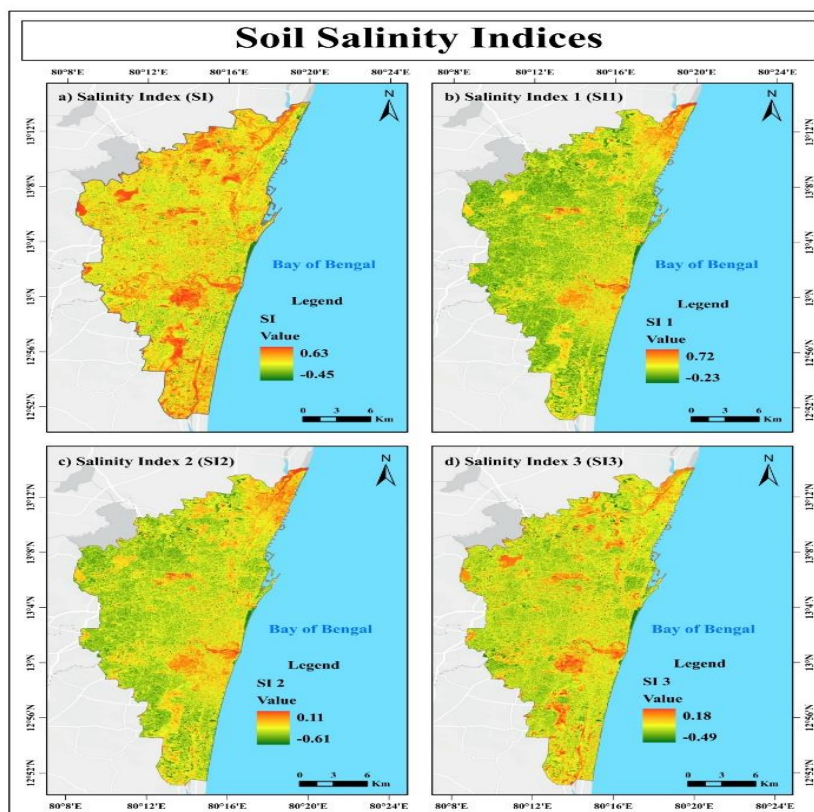 Soil Salinity Indices
80°8'E 80°12'E 80°16'E 80°20'E 80°8'E 80°12'E 80°16'E 80°20'E 80°24'E
a) Salinity Index (SI)
N
13°12'N
13°8'N
13°4'N
13°0'N
12°56'N
12°52'N
Bay of Bengal
Legend
SI
Value
0.63
-0.45
0 3 6
Km
b) Salinity Index 1 (SI1)
N
13°12'N
13°8'N
13°4'N
13°0'N
12°56'N
12°52'N
Bay of Bengal
Legend
SI 1
Value
0.72
-0.23
0 3 6
Km
c) Salinity Index 2 (SI2)
N
13°12'N
13°8'N
13°4'N
13°0'N
12°56'N
12°52'N
Bay of Bengal
Legend
SI 2
Value
0.11
-0.61
0 3 6
Km
d) Salinity Index 3 (SI3)
N
13°12'N
13°8'N
13°4'N
13°0'N
12°56'N
12°52'N
Bay of Bengal
Legend
SI 3
Value
0.18
-0.49
0 3 6
Km
80°8'E 80°12'E 80°16'E 80°20'E 80°8'E 80°12'E 80°16'E 80°20'E 80°24'E